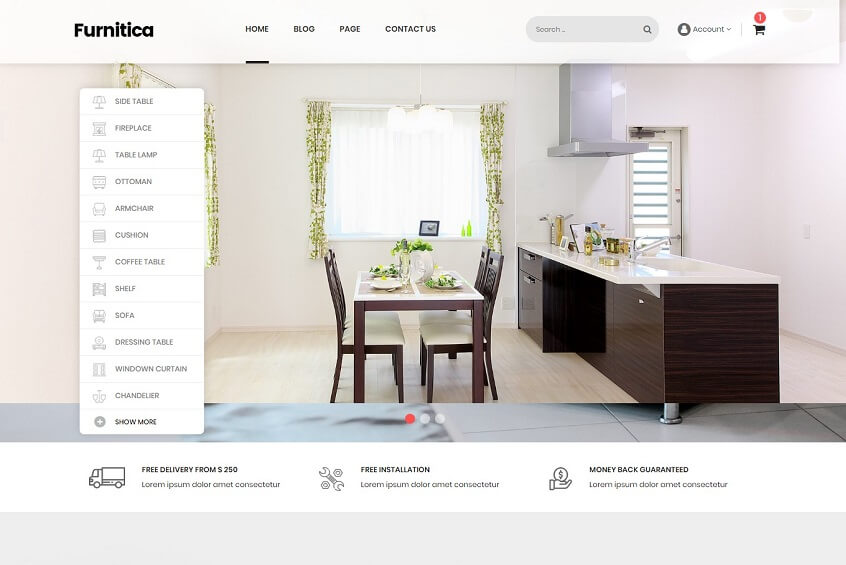 Furnitica
HOME
BLOG
PAGE
CONTACT US
Search ..
Account
1
SIDE TABLE
FIREPLACE
TABLE LAMP
OTTOMAN
ARMCHAIR
CUSHION
COFFEE TABLE
SHELF
SOFA
DRESSING TABLE
WINDOWN CURTAIN
CHANDELIER
SHOW MORE
FREE DELIVERY FROM $ 250
Lorem ipsum dolor amet consectetur
FREE INSTALLATION
Lorem ipsum dolor amet consectetur
MONEY BACK GUARANTEED
Lorem ipsum dolor amet consectetur